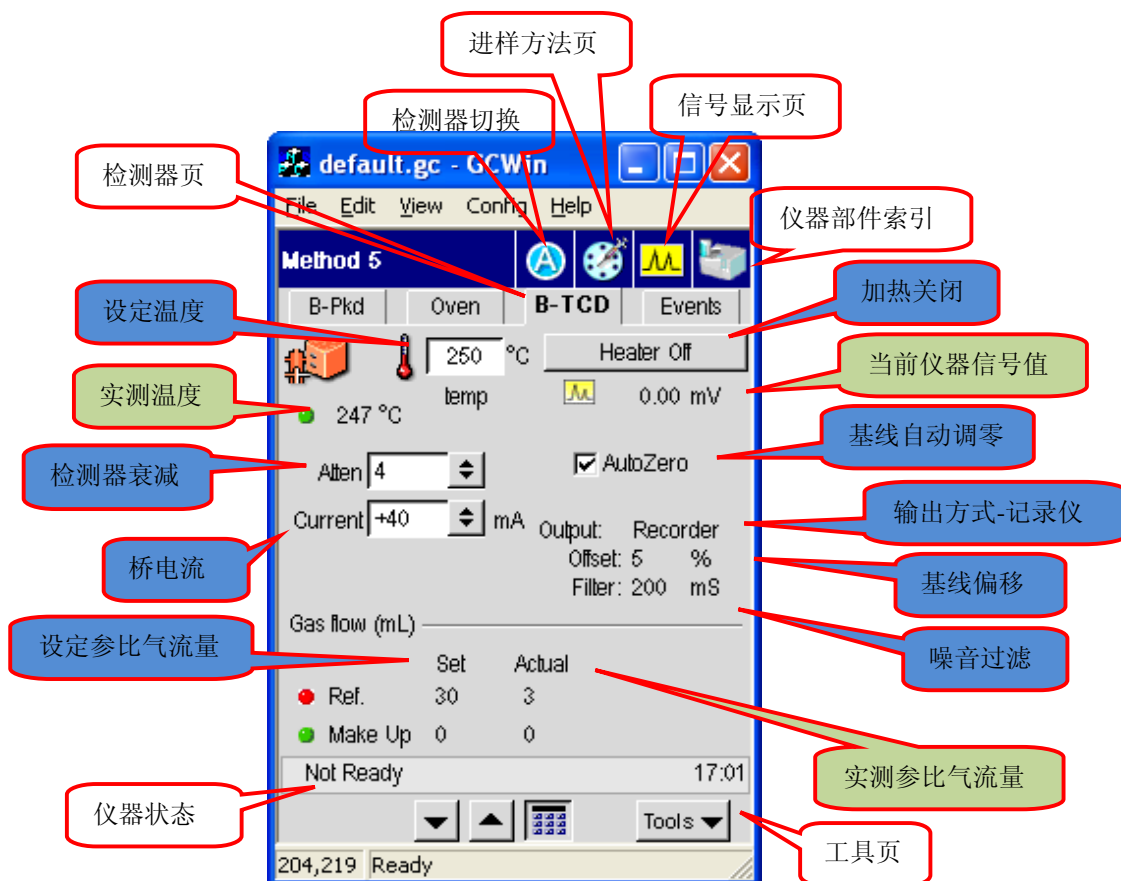 进样方法页
检测器切换
信号显示页
检测器页
default.gc - GCWin
File Edit View Config Help
仪器部件索引
Method 5
A
B-Pkd Oven B-TCD Events
加热关闭
设定温度
250 °C
Heater Off
temp
0.00 mV
当前仪器信号值
实测温度
247 °C
基线自动调零
检测器衰减
Atten 4
AutoZero
Current +40 mA
Output: Recorder
输出方式-记录仪
桥电流
Offset: 5 %
基线偏移
Filter: 200 mS
Gas flow (mL)
设定参比气流量
噪音过滤
Set Actual
Ref. 30 3
Make Up 0 0
Not Ready 17:01
实测参比气流量
仪器状态
Tools
工具页
204,219 Ready